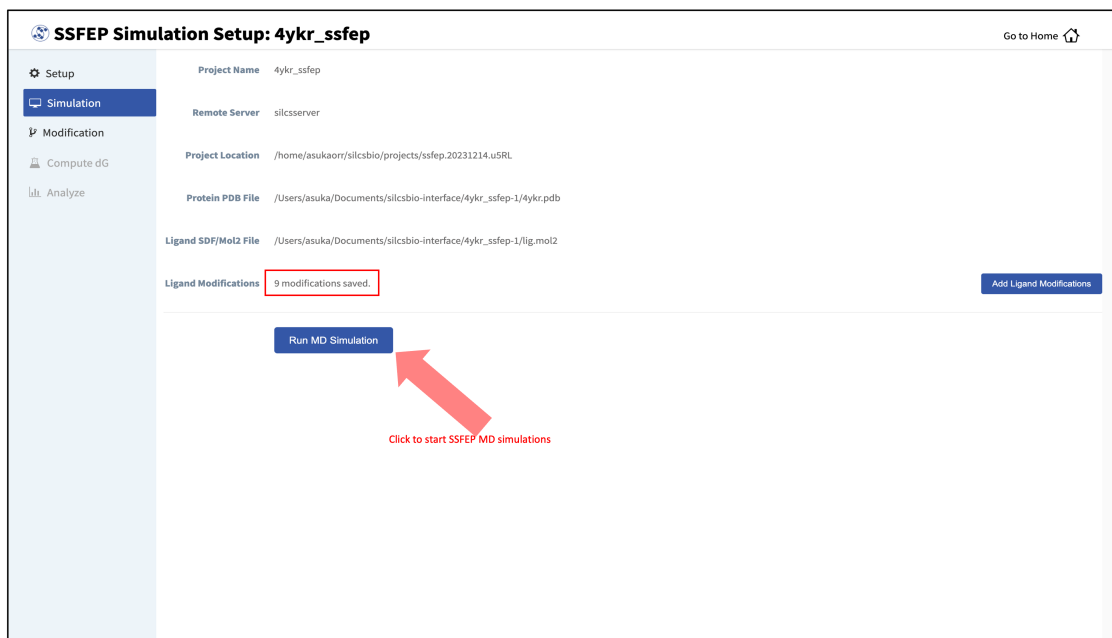 SSFEP Simulation Setup: 4ykr_ssfep
Go to Home
Setup
Simulation
Modification
Compute dG
Analyze
Project Name 4ykr_ssfep
Remote Server silcsserver
Project Location /home/asukaorr/silcsbio/projects/ssfep.20231214.u5RL
Protein PDB File /Users/asuka/Documents/silcsbio-interface/4ykr_ssfep-1/4ykr.pdb
Ligand SDF/Mol2 File /Users/asuka/Documents/silcsbio-interface/4ykr_ssfep-1/lig.mol2
Ligand Modifications 9 modifications saved. Add Ligand Modifications
Run MD Simulation
Click to start SSFEP MD simulations